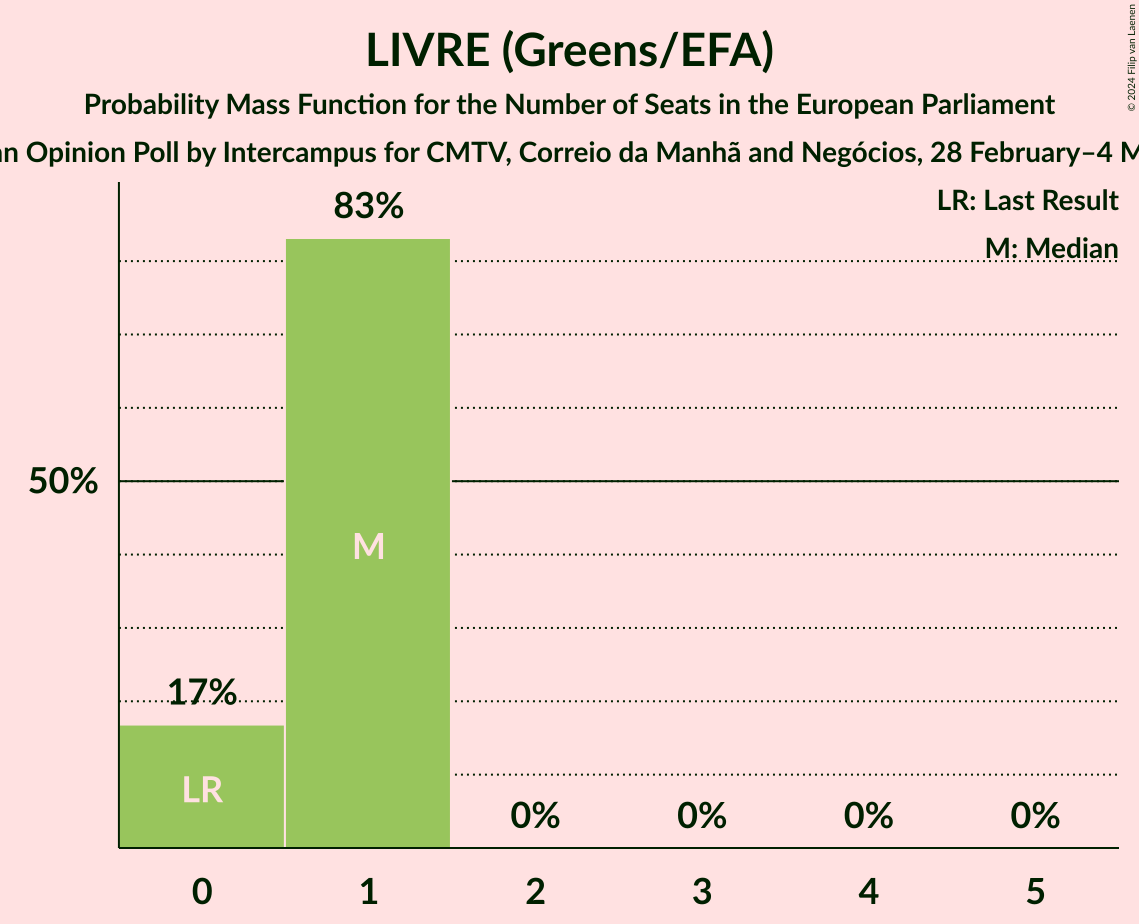 LIVRE (Greens/EFA)
Probability Mass Function for the Number of Seats in the European Parliament
Opinion Poll by Intercampus for CMTV, Correio da Manhã and Negócios, 28 February–4
© 2024 Filip van Laenen
LR: Last Result
M: Median
83%
50%
M
17%
LR
0% 0% 0% 0%
0 1 2 3 4 5